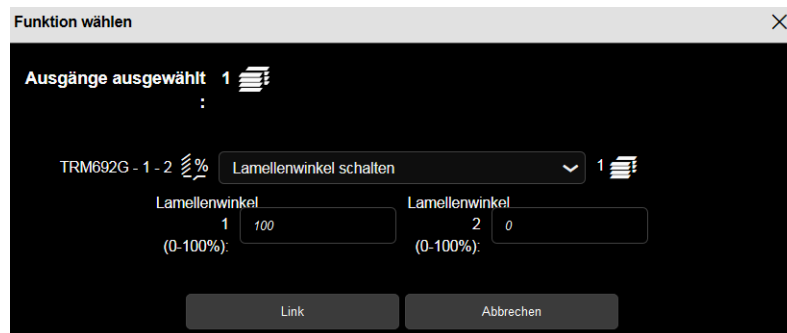 Funktion wählen
Ausgänge ausgewählt 1
:
TRM692G - 1 - 2 % Lamellenwinkel schalten 1
Lamellenwinkel Lamellenwinkel
1 100 2 0
(0-100%): (0-100%):
Link Abbrechen